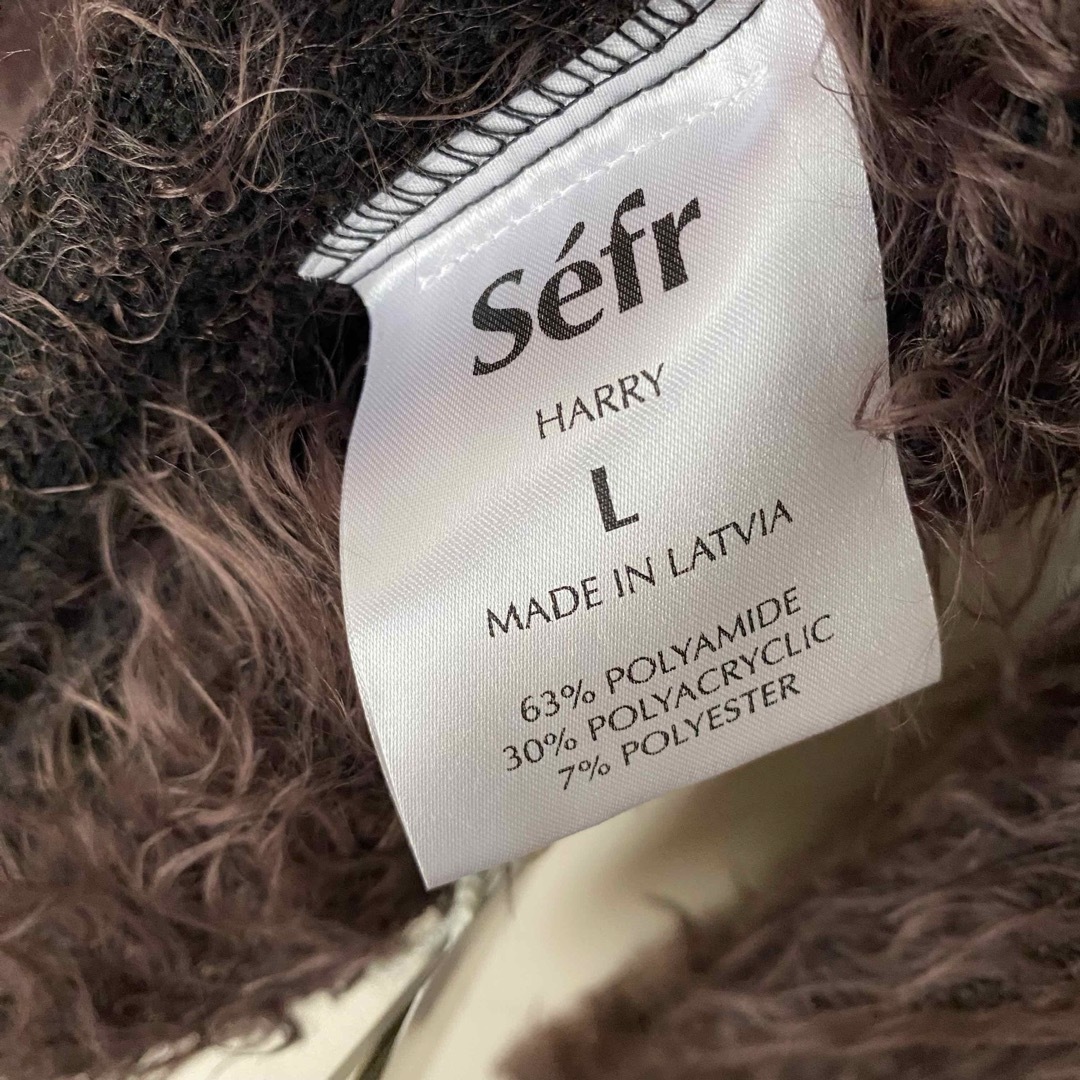 Séfr
HARRY
L
MADE IN LATVIA
63% POLYAMIDE
30% POLYACRYCLIC
7% POLYESTER